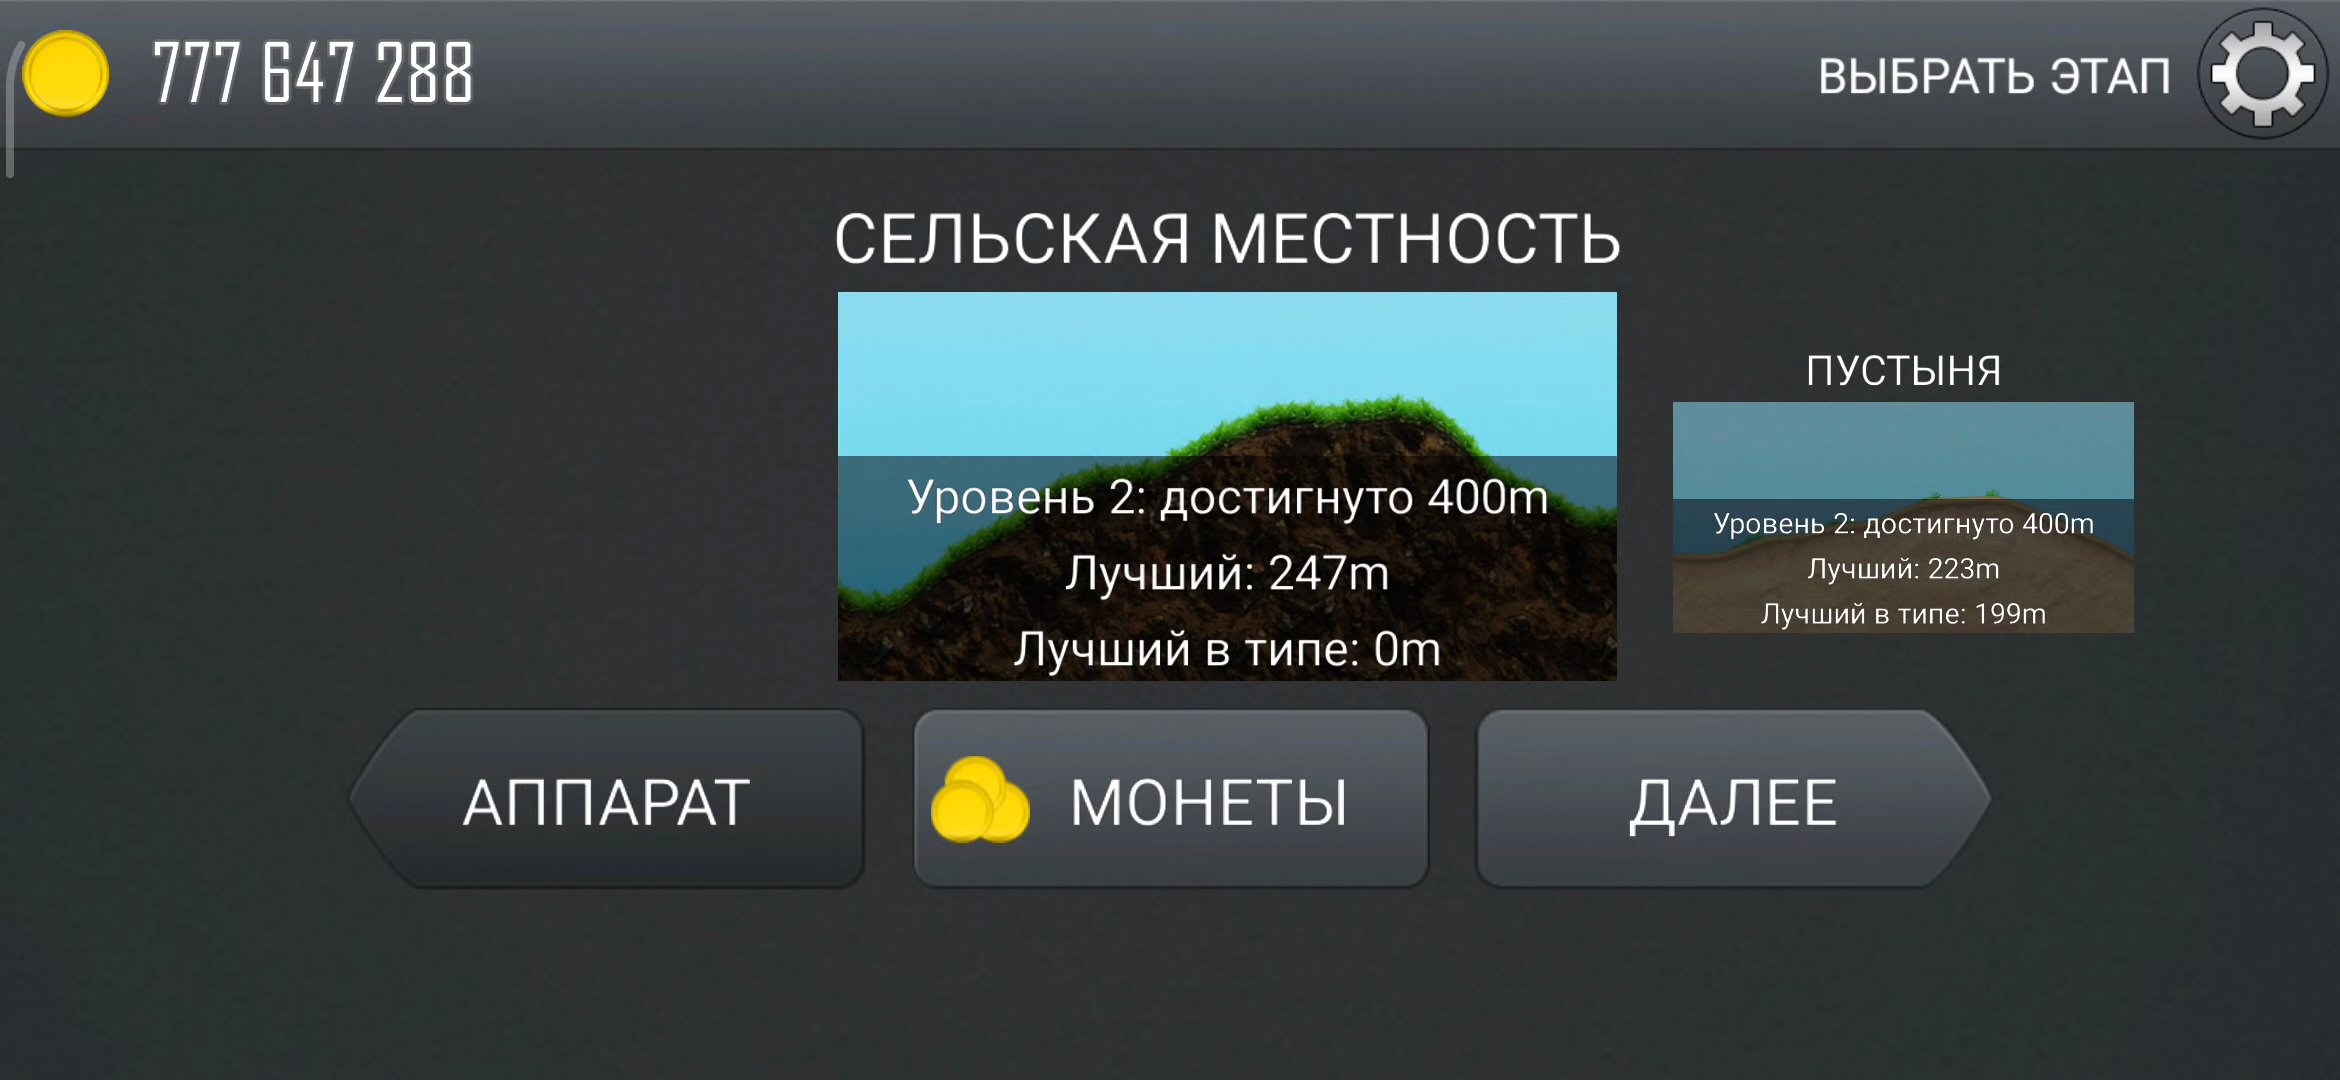 777 647 288
ВЫБРАТЬ ЭТАП
СЕЛЬСКАЯ МЕСТНОСТЬ
Уровень 2: достигнуто 400m
Лучший: 247m
Лучший в типе: 0m
ПУСТЫНЯ
Уровень 2: достигнуто 400m
Лучший: 223m
Лучший в типе: 199m
АППАРАТ
МОНЕТЫ
ДАЛЕЕ